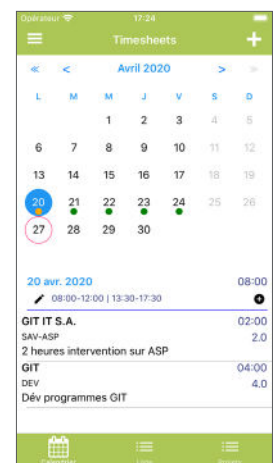 Opérateur 17:24
Timesheets
« < Avril 2020 > »
L M M J V S D
1 2 3 4 5
6 7 8 9 10 11 12
13 14 15 16 17 18 19
20 21 22 23 24 25 26
27 28 29 30
20 avr. 2020 08:00
08:00-12:00 | 13:30-17:30
GIT IT S.A. 02:00
SAV-ASP 2.0
2 heures intervention sur ASP
GIT 04:00
DEV 4.0
Dév programmes GIT
Calendrier